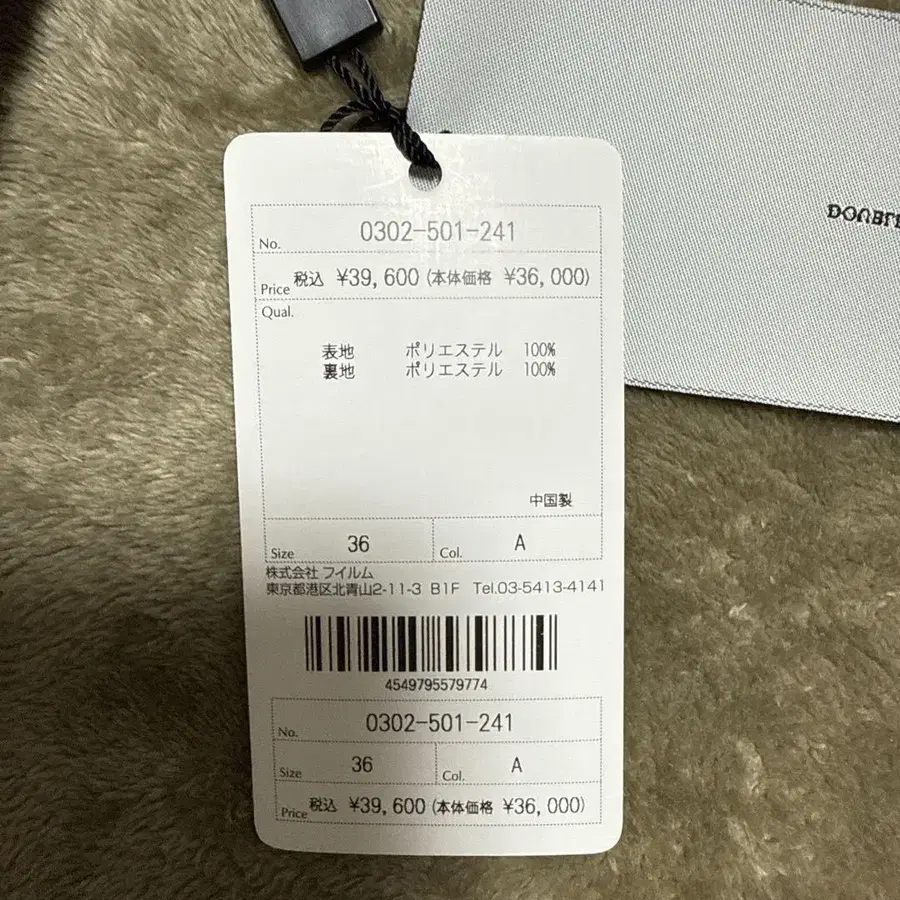 No. 0302-501-241
Price 税込 ¥39,600 (本体価格 ¥36,000)
Qual.
表地 ポリエステル 100%
裏地 ポリエステル 100%
中国製
Size 36 Col. A
株式会社 フイルム
東京都港区北青山2-11-3 B1F Tel.03-5413-4141
4549795579774
No. 0302-501-241
Size 36 Col. A
Price 税込 ¥39,600 (本体価格 ¥36,000)